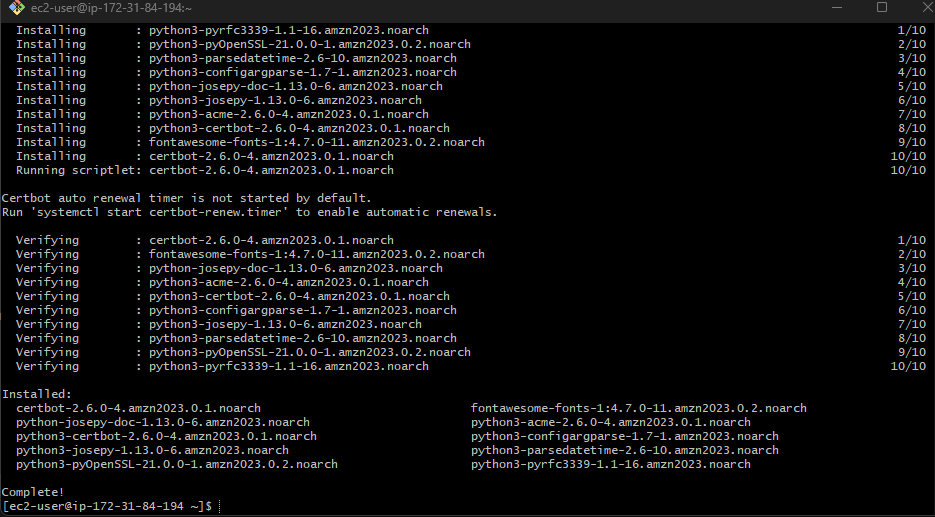 ec2-user@ip-172-31-84-194:~
Installing : python3-pyrfc3339-1.1-16.amzn2023.noarch 1/10
Installing : python3-pyOpenSSL-21.0.0-1.amzn2023.0.2.noarch 2/10
Installing : python3-parsedatetime-2.6-10.amzn2023.noarch 3/10
Installing : python3-configargparse-1.7-1.amzn2023.noarch 4/10
Installing : python-josepy-doc-1.13.0-6.amzn2023.noarch 5/10
Installing : python3-josepy-1.13.0-6.amzn2023.noarch 6/10
Installing : python3-acme-2.6.0-4.amzn2023.0.1.noarch 7/10
Installing : python3-certbot-2.6.0-4.amzn2023.0.1.noarch 8/10
Installing : fontawesome-fonts-1:4.7.0-11.amzn2023.0.2.noarch 9/10
Installing : certbot-2.6.0-4.amzn2023.0.1.noarch 10/10
Running scriptlet: certbot-2.6.0-4.amzn2023.0.1.noarch 10/10
Certbot auto renewal timer is not started by default.
Run 'systemctl start certbot-renew.timer' to enable automatic renewals.
Verifying : certbot-2.6.0-4.amzn2023.0.1.noarch 1/10
Verifying : fontawesome-fonts-1:4.7.0-11.amzn2023.0.2.noarch 2/10
Verifying : python-josepy-doc-1.13.0-6.amzn2023.noarch 3/10
Verifying : python3-acme-2.6.0-4.amzn2023.0.1.noarch 4/10
Verifying : python3-certbot-2.6.0-4.amzn2023.0.1.noarch 5/10
Verifying : python3-configargparse-1.7-1.amzn2023.noarch 6/10
Verifying : python3-josepy-1.13.0-6.amzn2023.noarch 7/10
Verifying : python3-parsedatetime-2.6-10.amzn2023.noarch 8/10
Verifying : python3-pyOpenSSL-21.0.0-1.amzn2023.0.2.noarch 9/10
Verifying : python3-pyrfc3339-1.1-16.amzn2023.noarch 10/10
Installed:
certbot-2.6.0-4.amzn2023.0.1.noarch fontawesome-fonts-1:4.7.0-11.amzn2023.0.2.noarch
python-josepy-doc-1.13.0-6.amzn2023.noarch python3-acme-2.6.0-4.amzn2023.0.1.noarch
python3-certbot-2.6.0-4.amzn2023.0.1.noarch python3-configargparse-1.7-1.amzn2023.noarch
python3-josepy-1.13.0-6.amzn2023.noarch python3-parsedatetime-2.6-10.amzn2023.noarch
python3-pyOpenSSL-21.0.0-1.amzn2023.0.2.noarch python3-pyrfc3339-1.1-16.amzn2023.noarch
Complete!
[ec2-user@ip-172-31-84-194 ~]$